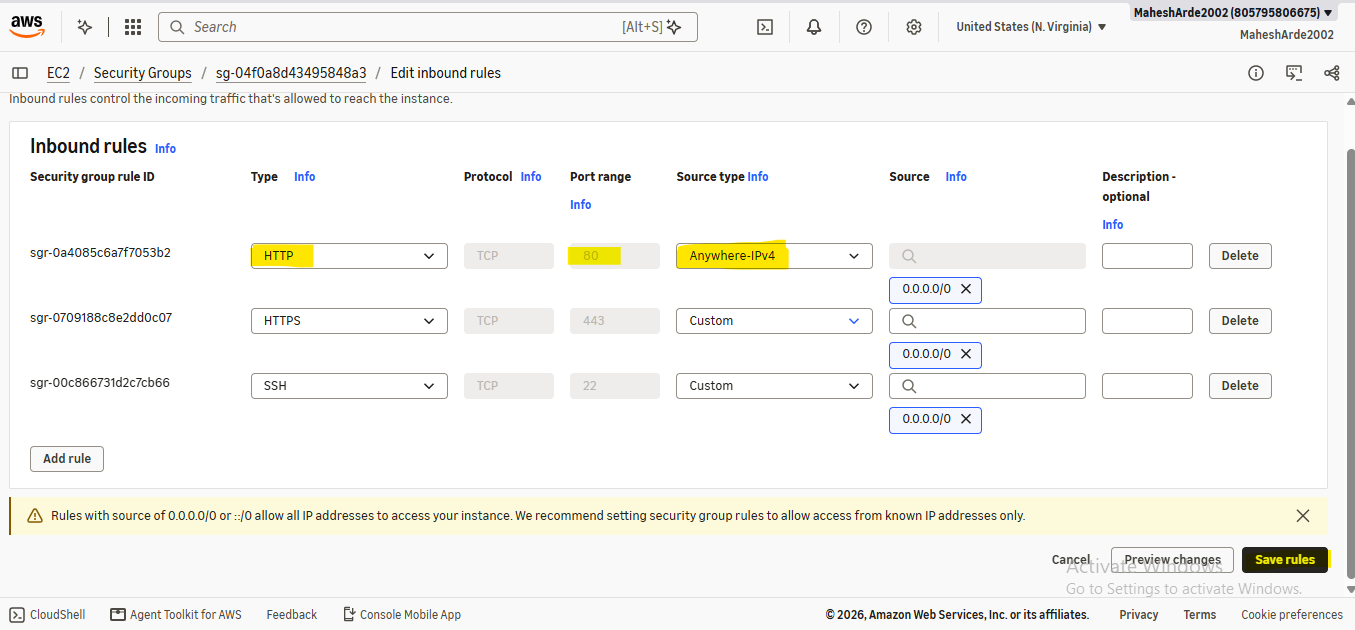 aws
Search [Alt+S]
United States (N. Virginia)
MaheshArde2002 (805795806675)
MaheshArde2002
EC2 / Security Groups / sg-04f0a8d43495848a3 / Edit inbound rules
Inbound rules control the incoming traffic that's allowed to reach the instance.
Inbound rules Info
Security group rule ID Type Info Protocol Info Port range Info Source type Info Source Info Description - optional Info
sgr-0a4085c6a7f7053b2 HTTP TCP 80 Anywhere-IPv4 Delete
0.0.0.0/0
sgr-0709188c8e2dd0c07 HTTPS TCP 443 Custom Delete
0.0.0.0/0
sgr-00c866731d2c7cb66 SSH TCP 22 Custom Delete
0.0.0.0/0
Add rule
Rules with source of 0.0.0.0/0 or ::/0 allow all IP addresses to access your instance. We recommend setting security group rules to allow access from known IP addresses only.
Cancel Preview changes Save rules
Activate Windows
Go to Settings to activate Windows.
CloudShell Agent Toolkit for AWS Feedback Console Mobile App © 2026, Amazon Web Services, Inc. or its affiliates. Privacy Terms Cookie preferences